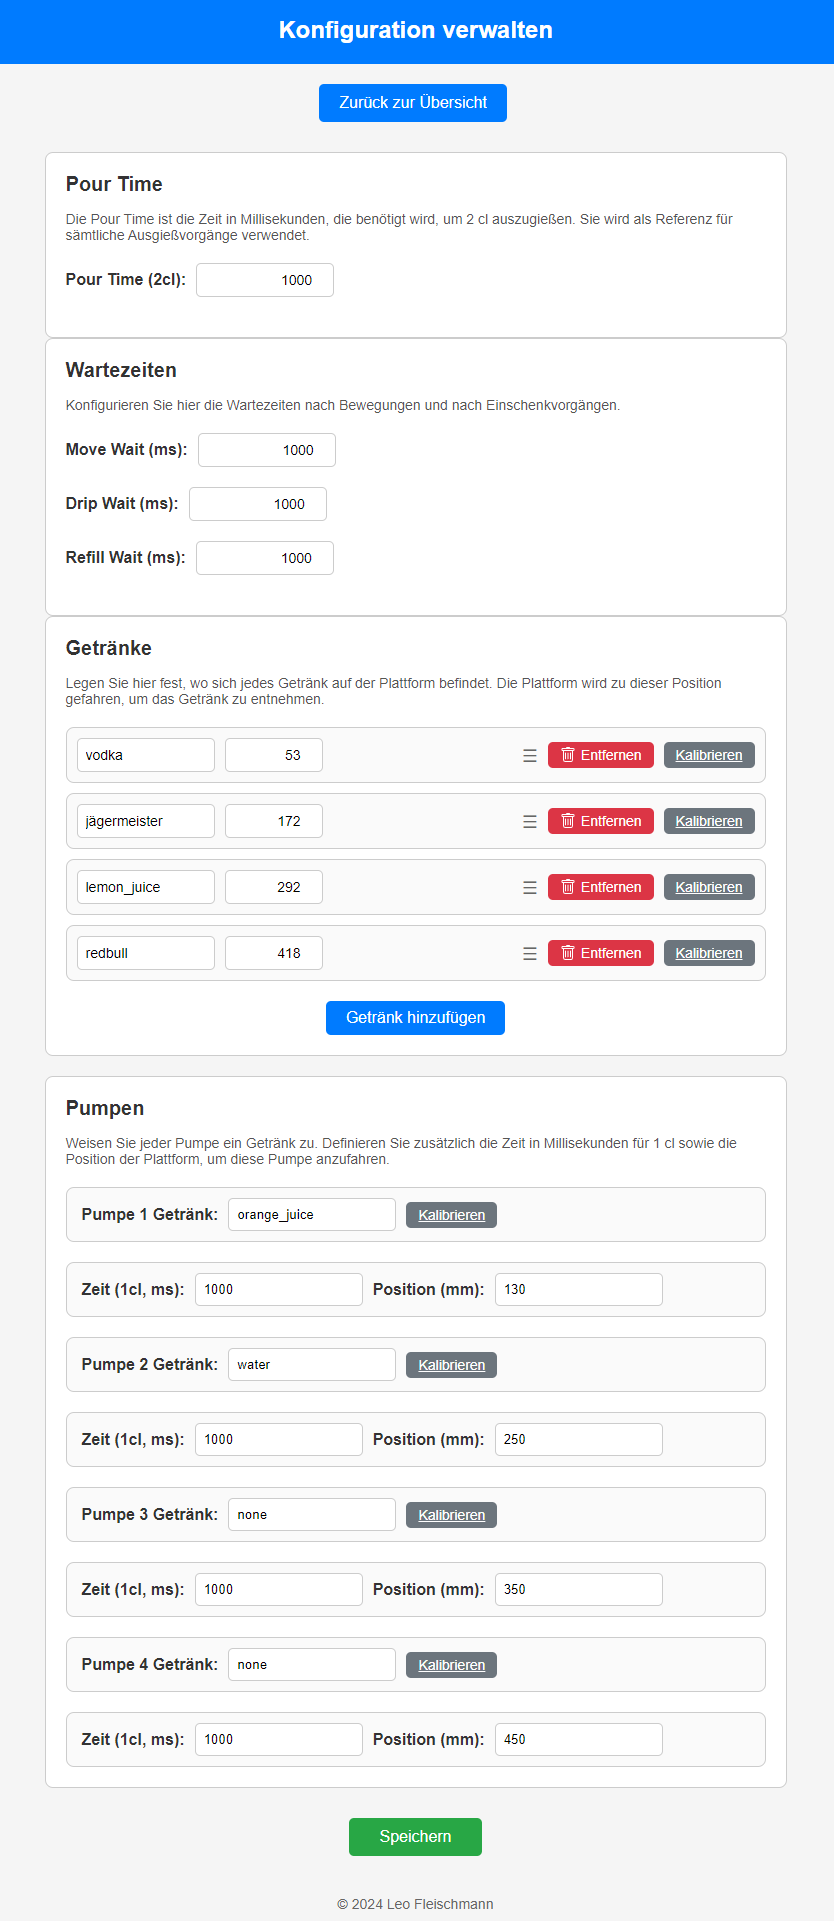 Konfiguration verwalten
Zurück zur Übersicht
Pour Time
Die Pour Time ist die Zeit in Millisekunden, die benötigt wird, um 2 cl auszugießen. Sie wird als Referenz für
sämtliche Ausgießvorgänge verwendet.
Pour Time (2cl): 1000
Wartezeiten
Konfigurieren Sie hier die Wartezeiten nach Bewegungen und nach Einschenkvorgängen.
Move Wait (ms): 1000
Drip Wait (ms): 1000
Refill Wait (ms): 1000
Getränke
Legen Sie hier fest, wo sich jedes Getränk auf der Plattform befindet. Die Plattform wird zu dieser Position
gefahren, um das Getränk zu entnehmen.
vodka 53 Entfernen Kalibrieren
jägermeister 172 Entfernen Kalibrieren
lemon_juice 292 Entfernen Kalibrieren
redbull 418 Entfernen Kalibrieren
Getränk hinzufügen
Pumpen
Weisen Sie jeder Pumpe ein Getränk zu. Definieren Sie zusätzlich die Zeit in Millisekunden für 1 cl sowie die
Position der Plattform, um diese Pumpe anzufahren.
Pumpe 1 Getränk: orange_juice Kalibrieren
Zeit (1cl, ms): 1000 Position (mm): 130
Pumpe 2 Getränk: water Kalibrieren
Zeit (1cl, ms): 1000 Position (mm): 250
Pumpe 3 Getränk: none Kalibrieren
Zeit (1cl, ms): 1000 Position (mm): 350
Pumpe 4 Getränk: none Kalibrieren
Zeit (1cl, ms): 1000 Position (mm): 450
Speichern
© 2024 Leo Fleischmann